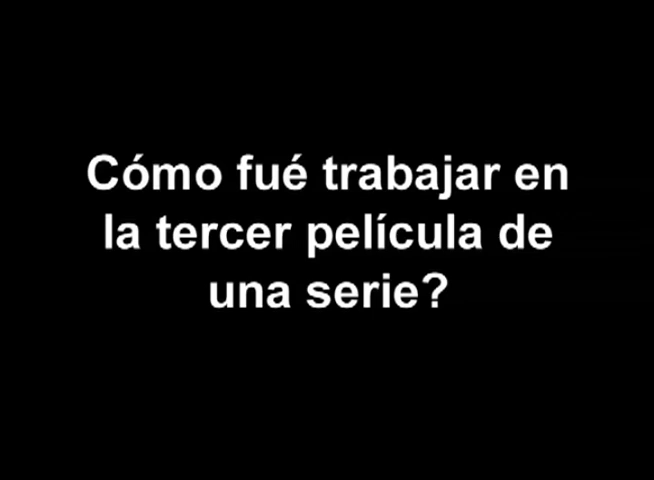 Cómo fué trabajar en
la tercer película de
una serie?